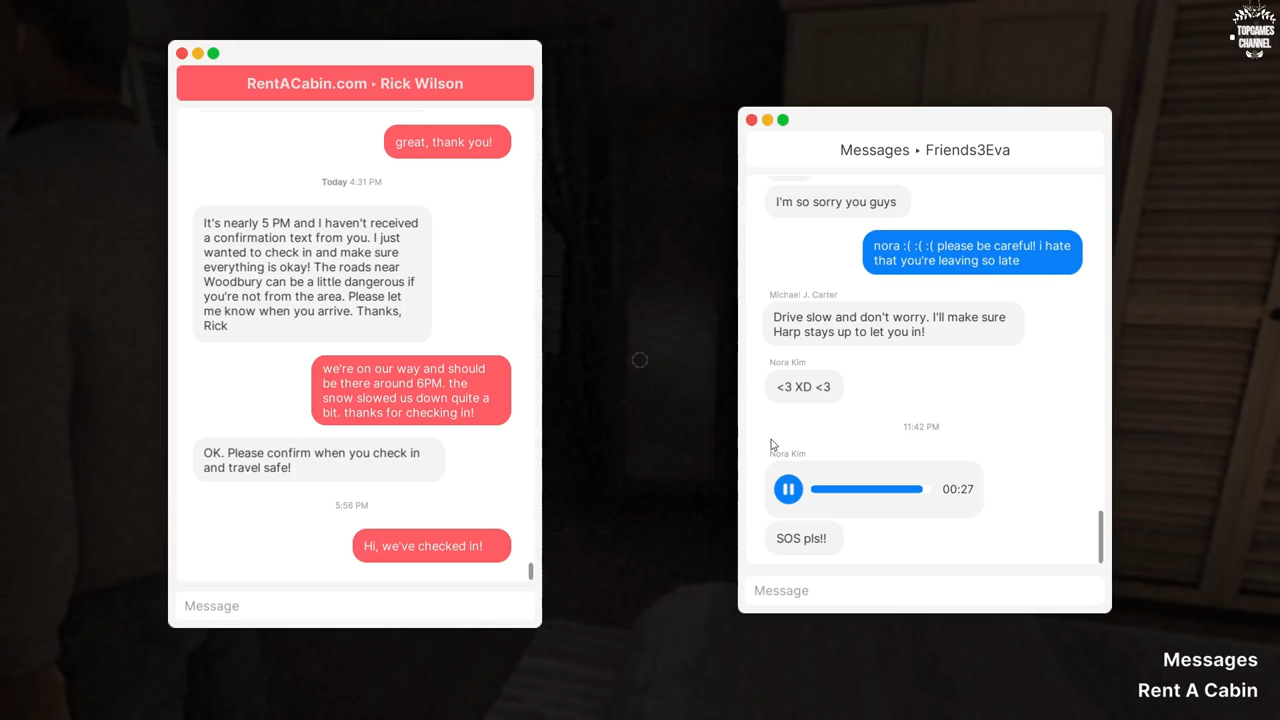 RentACabin.com ▸ Rick Wilson
great, thank you!
Today 4:31 PM
It's nearly 5 PM and I haven't received
a confirmation text from you. I just
wanted to check in and make sure
everything is okay! The roads near
Woodbury can be a little dangerous if
you're not from the area. Please let
me know when you arrive. Thanks,
Rick
we're on our way and should
be there around 6PM. the
snow slowed us down quite a
bit. thanks for checking in!
OK. Please confirm when you check in
and travel safe!
5:56 PM
Hi, we've checked in!
Message
Messages ▸ Friends3Eva
I'm so sorry you guys
nora :( :( :( please be careful! i hate
that you're leaving so late
Michael J. Carter
Drive slow and don't worry. I'll make sure
Harp stays up to let you in!
Nora Kim
<3 XD <3
11:42 PM
Nora Kim
00:27
SOS pls!!
Message
TOPGAMES
CHANNEL
Messages
Rent A Cabin